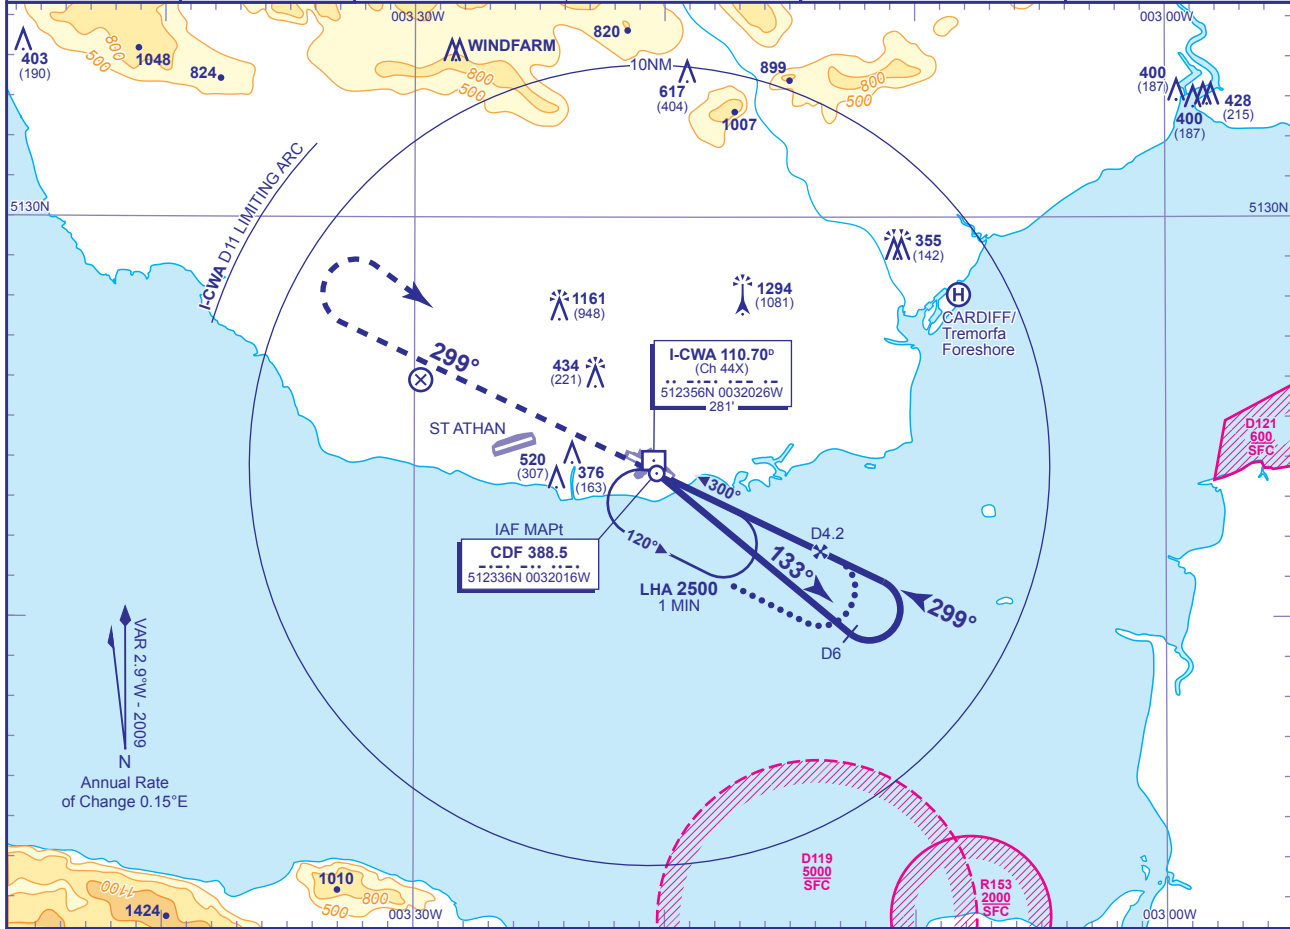 003 30W
003 00W
403
(190)
800
500
1048
824
WINDFARM
800
500
820
10NM
617
(404)
899
800
500
1007
400
(187)
428
(215)
400
(187)
5130N
5130N
I-CWA D11 LIMITING ARC
355
(142)
1161
(948)
1294
(1081)
H
CARDIFF/
Tremorfa
Foreshore
299°
434
(221)
I-CWA 110.70D
(Ch 44X)
512356N 0032026W
281'
ST ATHAN
520
(307)
376
(163)
D121
600
SFC
300°
IAF MAPt
CDF 388.5
512336N 0032016W
120°
D4.2
133°
LHA 2500
1 MIN
299°
D6
VAR 2.9°W - 2009
N
Annual Rate
of Change 0.15°E
D119
5000
SFC
R153
2000
SFC
1100
1424
1010
800
500
003 30W
003 00W